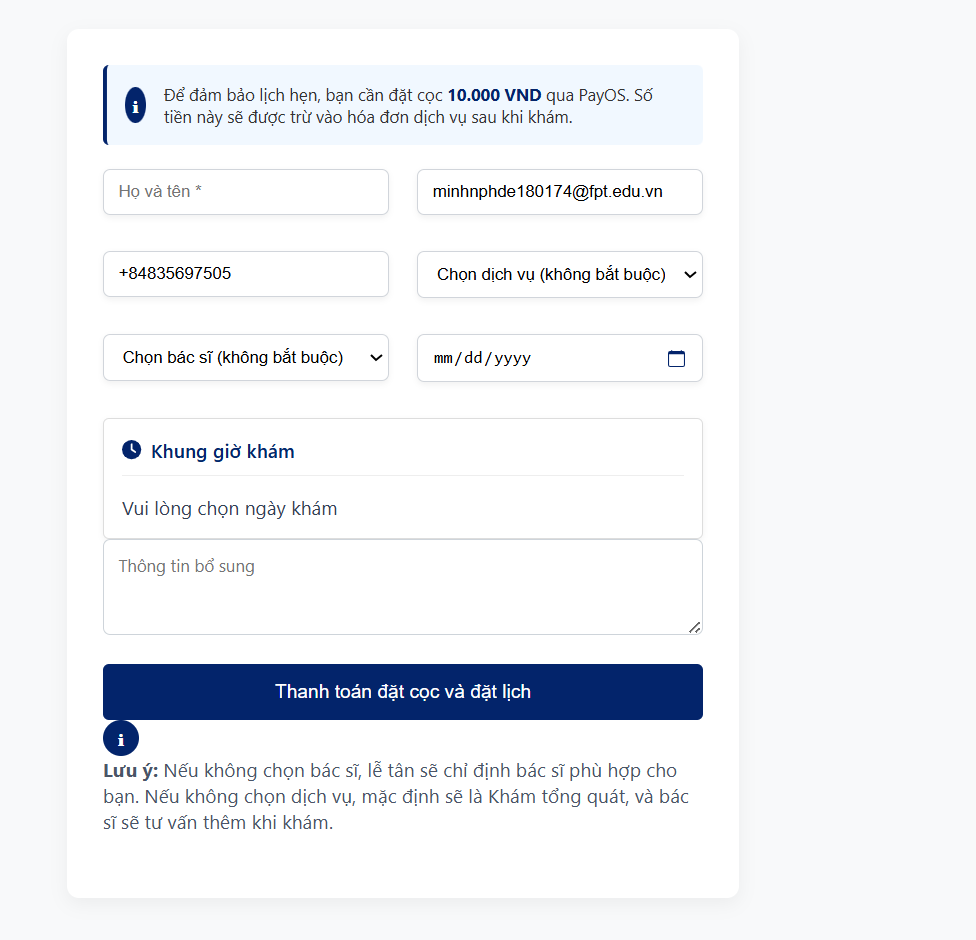 Để đảm bảo lịch hẹn, bạn cần đặt cọc 10.000 VND qua PayOS. Số
tiền này sẽ được trừ vào hóa đơn dịch vụ sau khi khám.
Họ và tên *
minhnphde180174@fpt.edu.vn
+84835697505
Chọn dịch vụ (không bắt buộc)
Chọn bác sĩ (không bắt buộc)
mm/dd/yyyy
Khung giờ khám
Vui lòng chọn ngày khám
Thông tin bổ sung
Thanh toán đặt cọc và đặt lịch
Lưu ý: Nếu không chọn bác sĩ, lễ tân sẽ chỉ định bác sĩ phù hợp cho
bạn. Nếu không chọn dịch vụ, mặc định sẽ là Khám tổng quát, và bác
sĩ sẽ tư vấn thêm khi khám.